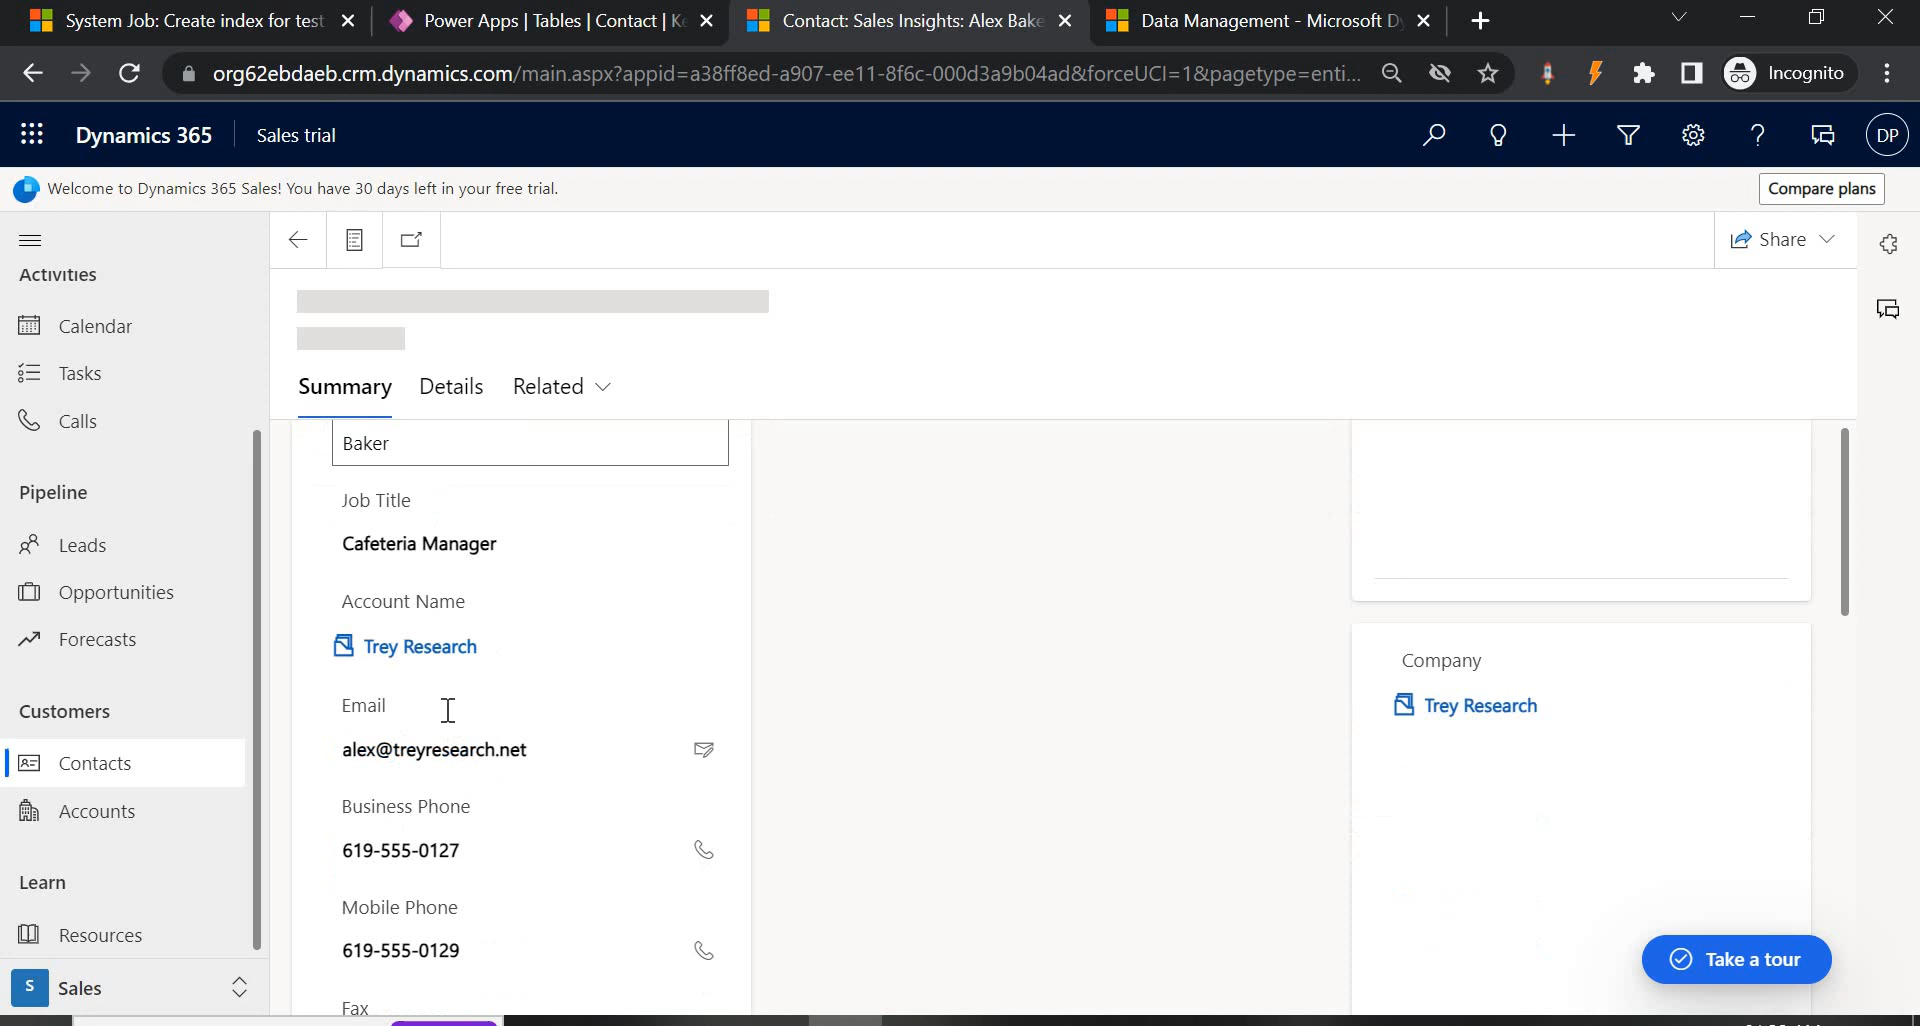 System Job: Create index for test
Power Apps | Tables | Contact | Ke
Contact: Sales Insights: Alex Bake
Data Management - Microsoft Dy
org62ebdaeb.crm.dynamics.com/main.aspx?appid=a38ff8ed-a907-ee11-8f6c-000d3a9b04ad&forceUCI=1&pagetype=enti...
Incognito
Dynamics 365
Sales trial
DP
Welcome to Dynamics 365 Sales! You have 30 days left in your free trial.
Compare plans
Share
Activities
Calendar
Tasks
Calls
Pipeline
Leads
Opportunities
Forecasts
Customers
Contacts
Accounts
Learn
Resources
S
Sales
Summary
Details
Related
Baker
Job Title
Cafeteria Manager
Account Name
Trey Research
Email
alex@treyresearch.net
Business Phone
619-555-0127
Mobile Phone
619-555-0129
Fax
Company
Trey Research
Take a tour